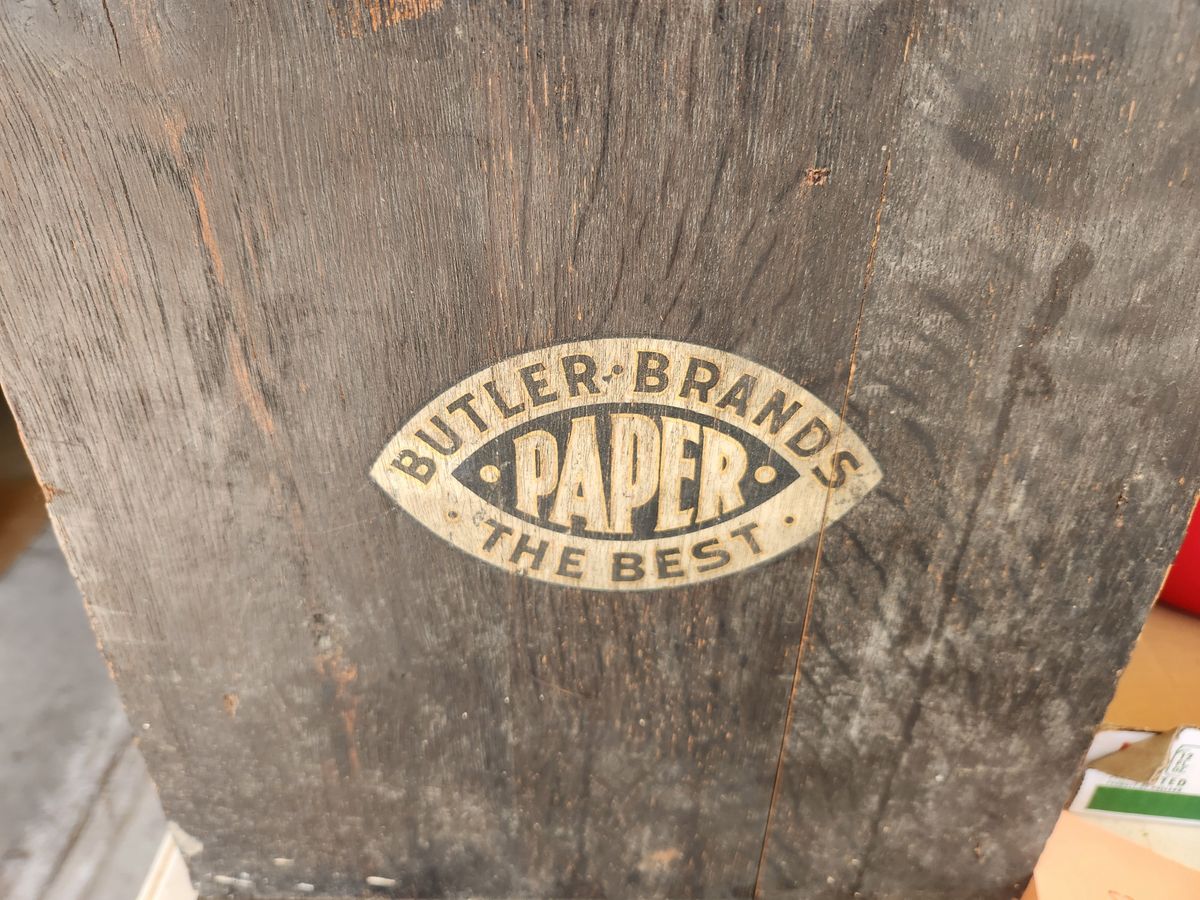 BUTLER·BRANDS
PAPER
·THE BEST·